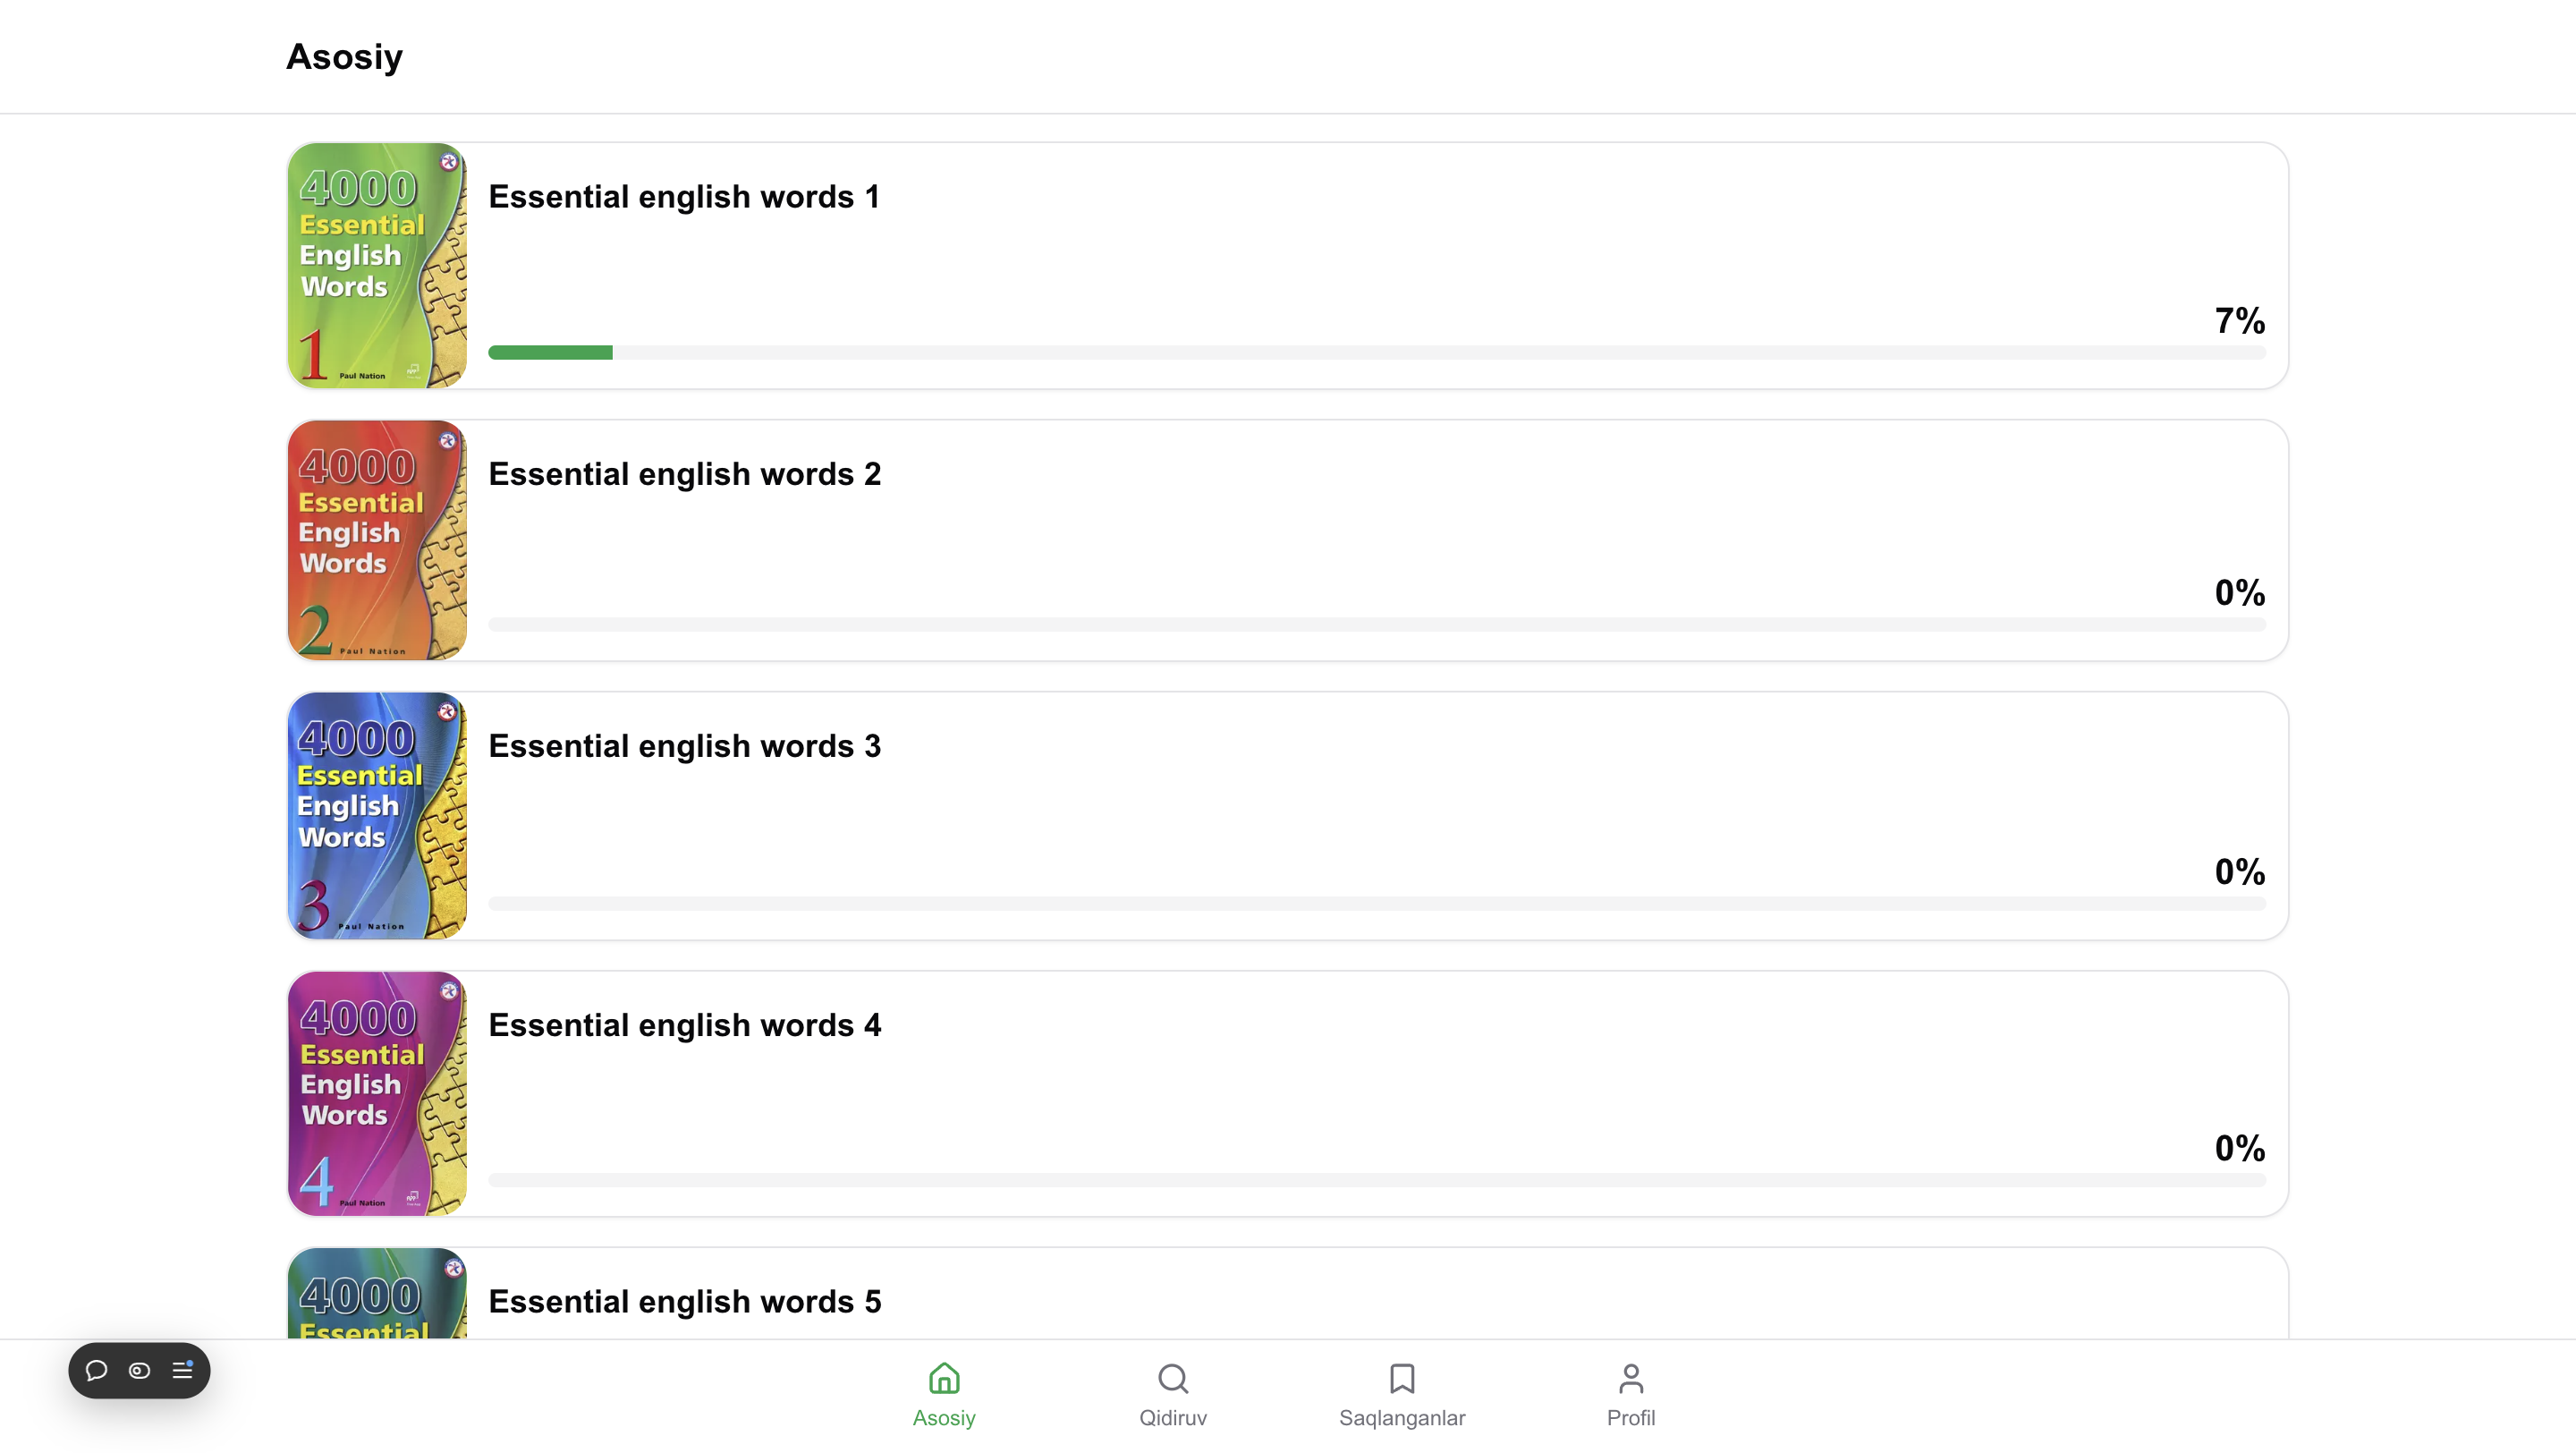 Asosiy
4000
Essential
English
Words
1
Paul Nation
Essential english words 1
7%
4000
Essential
English
Words
2
Paul Nation
Essential english words 2
0%
4000
Essential
English
Words
3
Paul Nation
Essential english words 3
0%
4000
Essential
English
Words
4
Paul Nation
Essential english words 4
0%
4000
Essential
Essential english words 5
Asosiy
Qidiruv
Saqlanganlar
Profil